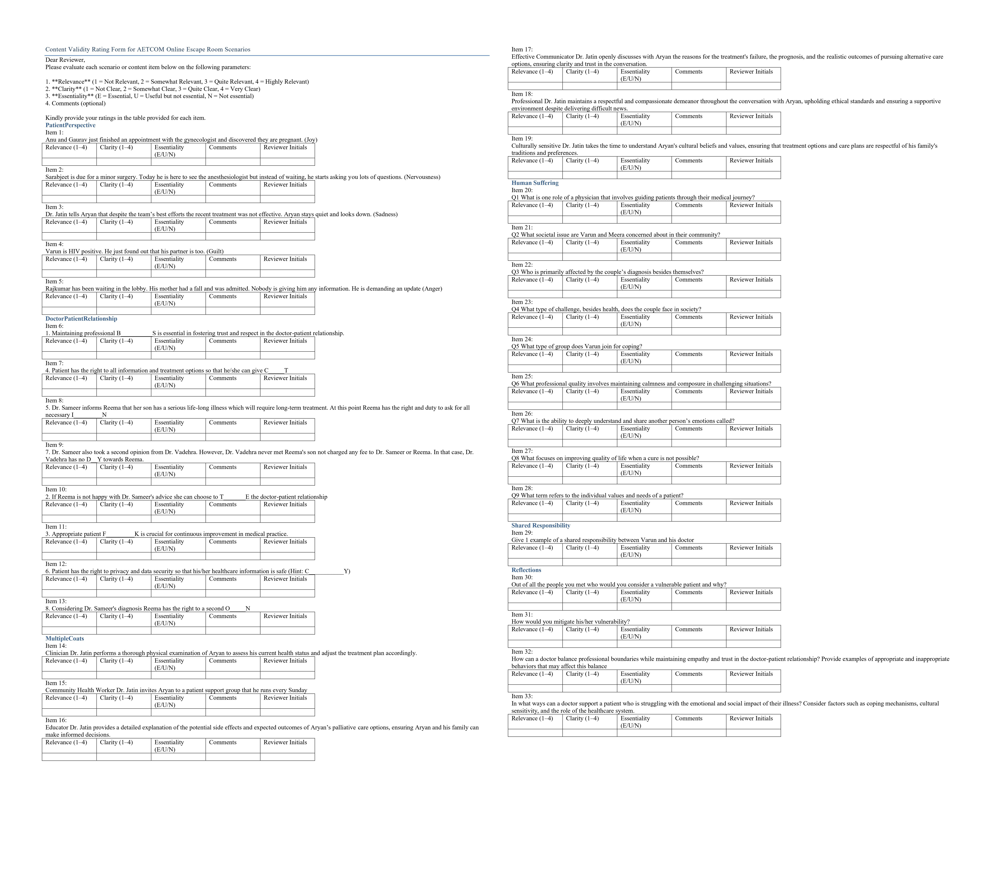 Content Validity Rating Form for AETCOM Online Escape Room Scenarios
Dear Reviewer,
Please evaluate each scenario or content item below on the following parameters:
1. **Relevance** (1 = Not Relevant, 2 = Somewhat Relevant, 3 = Quite Relevant, 4 = Highly Relevant)
2. **Clarity** (1 = Not Clear, 2 = Somewhat Clear, 3 = Quite Clear, 4 = Very Clear)
3. **Essentiality** (E = Essential, U = Useful but not essential, N = Not essential)
4. Comments (optional)
Kindly provide your ratings in the table provided for each item.
PatientPerspective
Item 1:
Anu and Gaurav just finished an appointment with the gynecologist and discovered they are pregnant. (Joy)
Relevance (1–4) Clarity (1–4) Essentiality Comments Reviewer Initials
(E/U/N)
Item 2:
Sarabjeet is due for a minor surgery. Today he is here to see the anesthesiologist but instead of waiting, he starts asking you lots of questions. (Nervousness)
Relevance (1–4) Clarity (1–4) Essentiality Comments Reviewer Initials
(E/U/N)
Item 3:
Dr. Jatin tells Aryan that despite the team’s best efforts the recent treatment was not effective. Aryan stays quiet and looks down. (Sadness)
Relevance (1–4) Clarity (1–4) Essentiality Comments Reviewer Initials
(E/U/N)
Item 4:
Varun is HIV positive. He just found out that his partner is too. (Guilt)
Relevance (1–4) Clarity (1–4) Essentiality Comments Reviewer Initials
(E/U/N)
Item 5:
Rajkumar has been waiting in the lobby. His mother had a fall and was admitted. Nobody is giving him any information. He is demanding an update (Anger)
Relevance (1–4) Clarity (1–4) Essentiality Comments Reviewer Initials
(E/U/N)
DoctorPatientRelationship
Item 6:
1. Maintaining professional B__________S is essential in fostering trust and respect in the doctor-patient relationship.
Relevance (1–4) Clarity (1–4) Essentiality Comments Reviewer Initials
(E/U/N)
Item 7:
4. Patient has the right to all information and treatment options so that he/she can give C_____T
Relevance (1–4) Clarity (1–4) Essentiality Comments Reviewer Initials
(E/U/N)
Item 8:
5. Dr. Sameer informs Reema that her son has a serious life-long illness which will require long-term treatment. At this point Reema has the right and duty to ask for all
necessary I_________N
Relevance (1–4) Clarity (1–4) Essentiality Comments Reviewer Initials
(E/U/N)
Item 9:
7. Dr. Sameer also took a second opinion from Dr. Vadehra. However, Dr. Vadehra never met Reema's son not charged any fee to Dr. Sameer or Reema. In that case, Dr.
Vadehra has no D__Y towards Reema.
Relevance (1–4) Clarity (1–4) Essentiality Comments Reviewer Initials
(E/U/N)
Item 10:
2. If Reema is not happy with Dr. Sameer's advice she can choose to T_______E the doctor-patient relationship
Relevance (1–4) Clarity (1–4) Essentiality Comments Reviewer Initials
(E/U/N)
Item 11:
3. Appropriate patient F_________K is crucial for continuous improvement in medical practice.
Relevance (1–4) Clarity (1–4) Essentiality Comments Reviewer Initials
(E/U/N)
Item 12:
6. Patient has the right to privacy and data security so that his/her healthcare information is safe (Hint: C___________Y)
Relevance (1–4) Clarity (1–4) Essentiality Comments Reviewer Initials
(E/U/N)
Item 13:
8. Considering Dr. Sameer's diagnosis Reema has the right to a second O_____N
Relevance (1–4) Clarity (1–4) Essentiality Comments Reviewer Initials
(E/U/N)
MultipleCoats
Item 14:
Clinician Dr. Jatin performs a thorough physical examination of Aryan to assess his current health status and adjust the treatment plan accordingly.
Relevance (1–4) Clarity (1–4) Essentiality Comments Reviewer Initials
(E/U/N)
Item 15:
Community Health Worker Dr. Jatin invites Aryan to a patient support group that he runs every Sunday
Relevance (1–4) Clarity (1–4) Essentiality Comments Reviewer Initials
(E/U/N)
Item 16:
Educator Dr. Jatin provides a detailed explanation of the potential side effects and expected outcomes of Aryan’s palliative care options, ensuring Aryan and his family can
make informed decisions.
Relevance (1–4) Clarity (1–4) Essentiality Comments Reviewer Initials
(E/U/N)
Item 17:
Effective Communicator Dr. Jatin openly discusses with Aryan the reasons for the treatment's failure, the prognosis, and the realistic outcomes of pursuing alternative care
options, ensuring clarity and trust in the conversation.
Relevance (1–4) Clarity (1–4) Essentiality Comments Reviewer Initials
(E/U/N)
Item 18:
Professional Dr. Jatin maintains a respectful and compassionate demeanor throughout the conversation with Aryan, upholding ethical standards and ensuring a supportive
environment despite delivering difficult news.
Relevance (1–4) Clarity (1–4) Essentiality Comments Reviewer Initials
(E/U/N)
Item 19:
Culturally sensitive Dr. Jatin takes the time to understand Aryan's cultural beliefs and values, ensuring that treatment options and care plans are respectful of his family's
traditions and preferences.
Relevance (1–4) Clarity (1–4) Essentiality Comments Reviewer Initials
(E/U/N)
Human Suffering
Item 20:
Q1 What is one role of a physician that involves guiding patients through their medical journey?
Relevance (1–4) Clarity (1–4) Essentiality Comments Reviewer Initials
(E/U/N)
Item 21:
Q2 What societal issue are Varun and Meera concerned about in their community?
Relevance (1–4) Clarity (1–4) Essentiality Comments Reviewer Initials
(E/U/N)
Item 22:
Q3 Who is primarily affected by the couple’s diagnosis besides themselves?
Relevance (1–4) Clarity (1–4) Essentiality Comments Reviewer Initials
(E/U/N)
Item 23:
Q4 What type of challenge, besides health, does the couple face in society?
Relevance (1–4) Clarity (1–4) Essentiality Comments Reviewer Initials
(E/U/N)
Item 24:
Q5 What type of group does Varun join for coping?
Relevance (1–4) Clarity (1–4) Essentiality Comments Reviewer Initials
(E/U/N)
Item 25:
Q6 What professional quality involves maintaining calmness and composure in challenging situations?
Relevance (1–4) Clarity (1–4) Essentiality Comments Reviewer Initials
(E/U/N)
Item 26:
Q7 What is the ability to deeply understand and share another person’s emotions called?
Relevance (1–4) Clarity (1–4) Essentiality Comments Reviewer Initials
(E/U/N)
Item 27:
Q8 What focuses on improving quality of life when a cure is not possible?
Relevance (1–4) Clarity (1–4) Essentiality Comments Reviewer Initials
(E/U/N)
Item 28:
Q9 What term refers to the individual values and needs of a patient?
Relevance (1–4) Clarity (1–4) Essentiality Comments Reviewer Initials
(E/U/N)
Shared Responsibility
Item 29:
Give 1 example of a shared responsibility between Varun and his doctor
Relevance (1–4) Clarity (1–4) Essentiality Comments Reviewer Initials
(E/U/N)
Reflections
Item 30:
Out of all the people you met who would you consider a vulnerable patient and why?
Relevance (1–4) Clarity (1–4) Essentiality Comments Reviewer Initials
(E/U/N)
Item 31:
How would you mitigate his/her vulnerability?
Relevance (1–4) Clarity (1–4) Essentiality Comments Reviewer Initials
(E/U/N)
Item 32:
How can a doctor balance professional boundaries while maintaining empathy and trust in the doctor-patient relationship? Provide examples of appropriate and inappropriate
behaviors that may affect this balance
Relevance (1–4) Clarity (1–4) Essentiality Comments Reviewer Initials
(E/U/N)
Item 33:
In what ways can a doctor support a patient who is struggling with the emotional and social impact of their illness? Consider factors such as coping mechanisms, cultural
sensitivity, and the role of the healthcare system.
Relevance (1–4) Clarity (1–4) Essentiality Comments Reviewer Initials
(E/U/N)